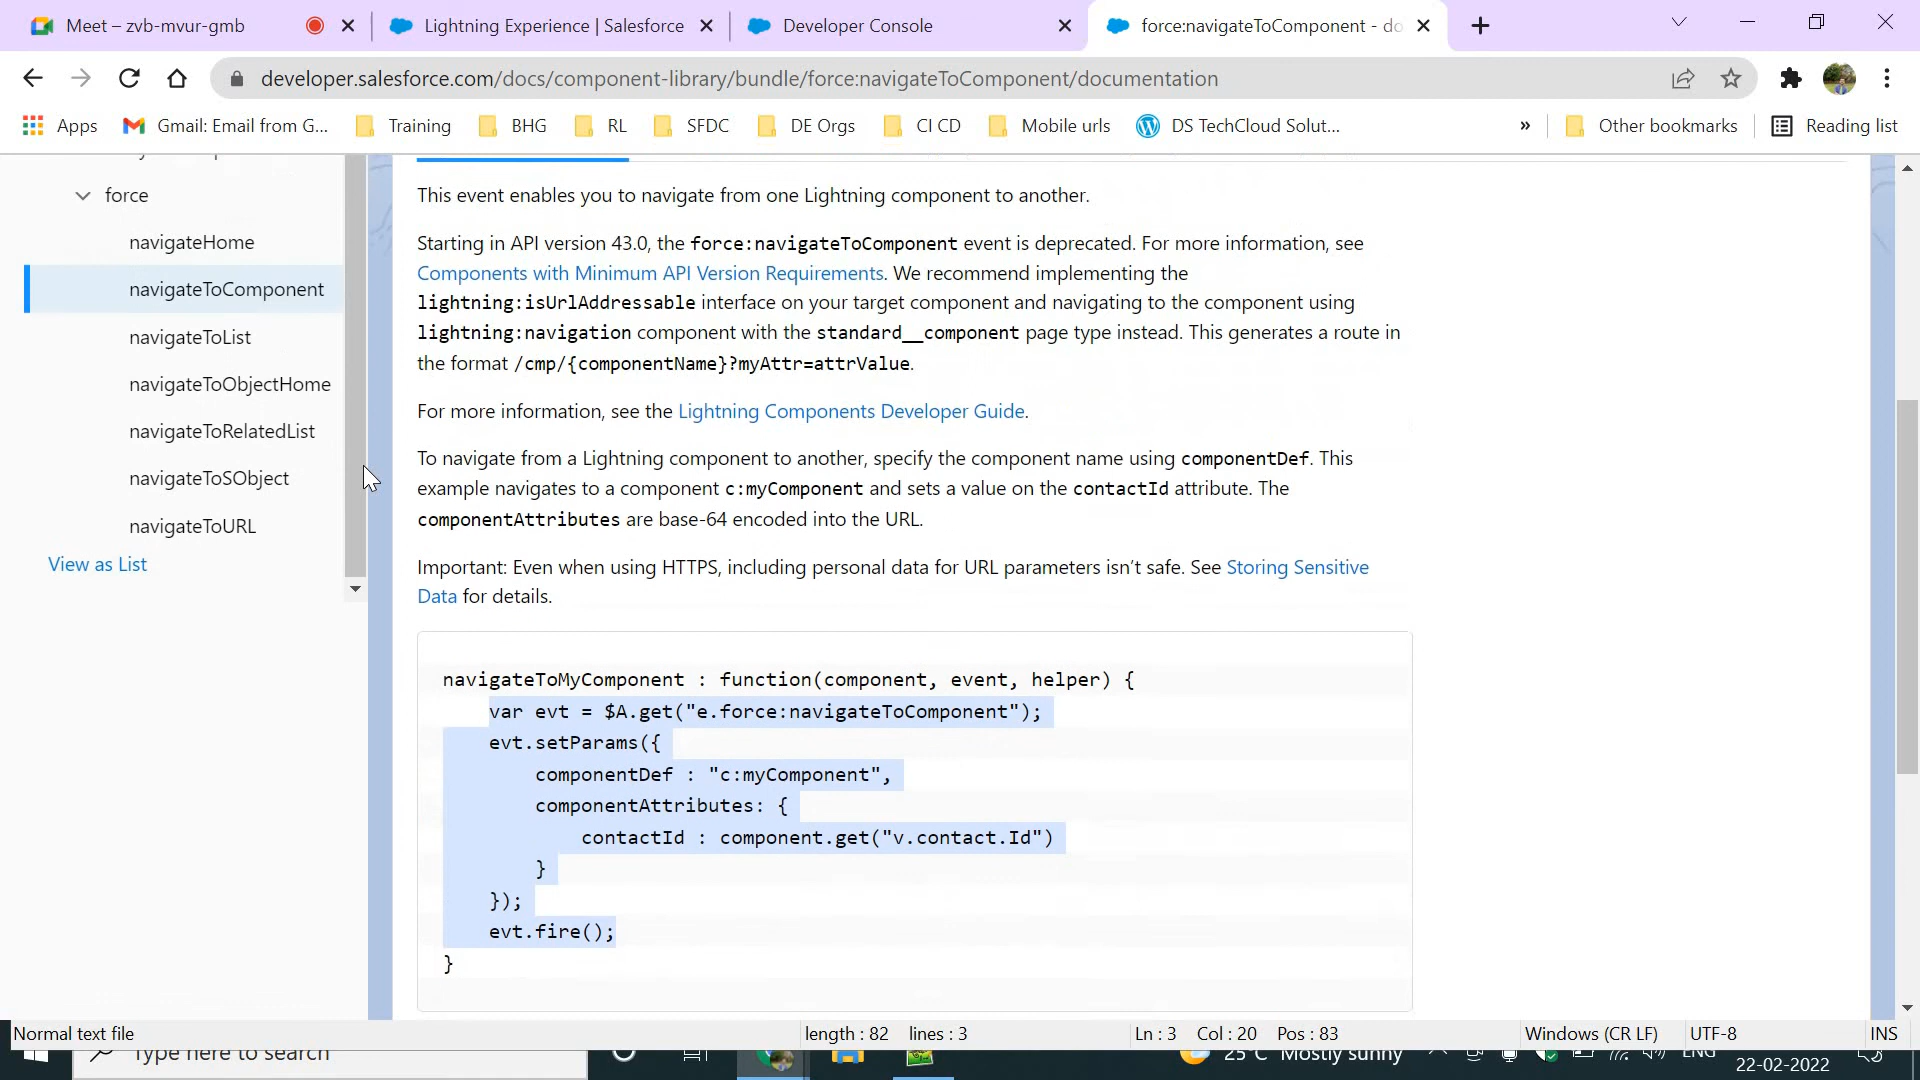 Meet – zvb-mvur-gmb
Lightning Experience | Salesforce
Developer Console
force:navigateToComponent - do
developer.salesforce.com/docs/component-library/bundle/force:navigateToComponent/documentation
Apps
Gmail: Email from G...
Training
BHG
RL
SFDC
DE Orgs
CI CD
Mobile urls
DS TechCloud Solut...
»
Other bookmarks
Reading list
force
navigateHome
navigateToComponent
navigateToList
navigateToObjectHome
navigateToRelatedList
navigateToSObject
navigateToURL
View as List
This event enables you to navigate from one Lightning component to another.
Starting in API version 43.0, the force:navigateToComponent event is deprecated. For more information, see
Components with Minimum API Version Requirements. We recommend implementing the
lightning:isUrlAddressable interface on your target component and navigating to the component using
lightning:navigation component with the standard__component page type instead. This generates a route in
the format /cmp/{componentName}?myAttr=attrValue.
For more information, see the Lightning Components Developer Guide.
To navigate from a Lightning component to another, specify the component name using componentDef. This
example navigates to a component c:myComponent and sets a value on the contactId attribute. The
componentAttributes are base-64 encoded into the URL.
Important: Even when using HTTPS, including personal data for URL parameters isn't safe. See Storing Sensitive
Data for details.
navigateToMyComponent : function(component, event, helper) {
var evt = $A.get("e.force:navigateToComponent");
evt.setParams({
componentDef : "c:myComponent",
componentAttributes: {
contactId : component.get("v.contact.Id")
}
});
evt.fire();
}
Normal text file
length : 82 lines : 3
Ln : 3 Col : 20 Pos : 83
Windows (CR LF)
UTF-8
INS
Type here to search
25°C Mostly sunny
ENG
22-02-2022